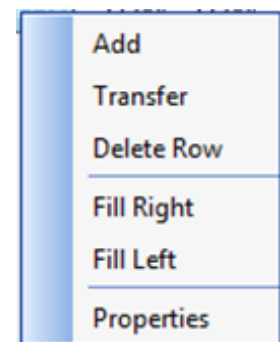 Add
Transfer
Delete Row
Fill Right
Fill Left
Properties